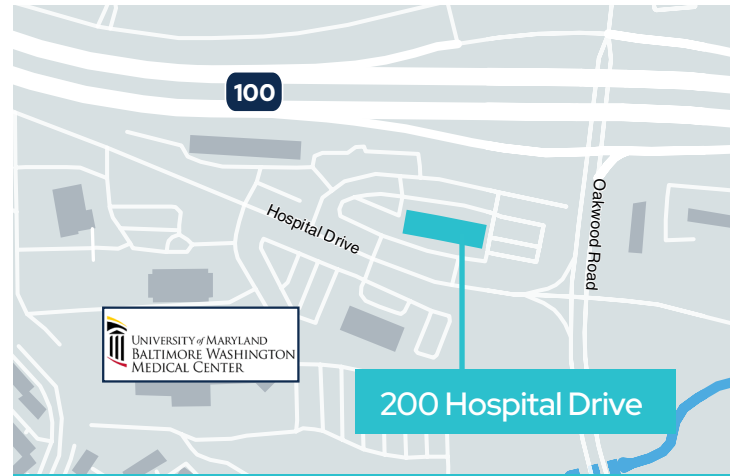 100
Hospital Drive
Oakwood Road
UNIVERSITY of MARYLAND
BALTIMORE WASHINGTON
MEDICAL CENTER
200 Hospital Drive